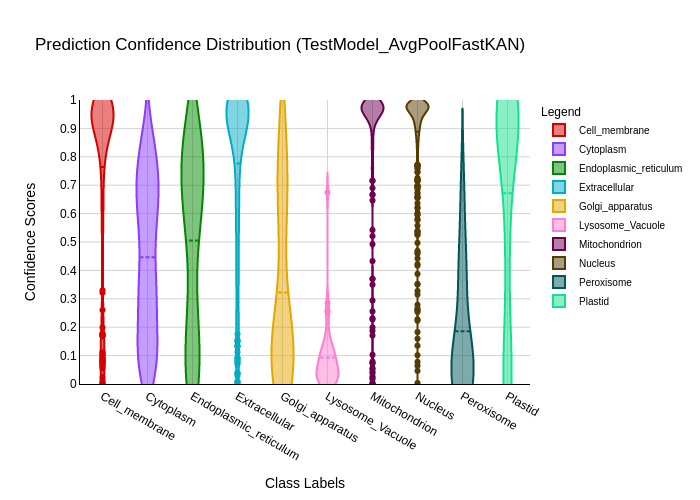 Prediction Confidence Distribution (TestModel_AvgPoolFastKAN)
Confidence Scores
1
0.9
0.8
0.7
0.6
0.5
0.4
0.3
0.2
0.1
0
Cell_membrane
Cytoplasm
Endoplasmic_reticulum
Extracellular
Golgi_apparatus
Lysosome_Vacuole
Mitochondrion
Nucleus
Peroxisome
Plastid
Class Labels
Legend
Cell_membrane
Cytoplasm
Endoplasmic_reticulum
Extracellular
Golgi_apparatus
Lysosome_Vacuole
Mitochondrion
Nucleus
Peroxisome
Plastid